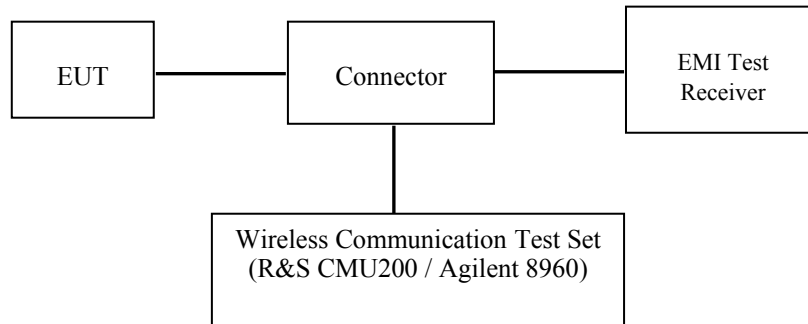 EUT
Connector
EMI Test
Receiver
Wireless Communication Test Set
(R&S CMU200 / Agilent 8960)